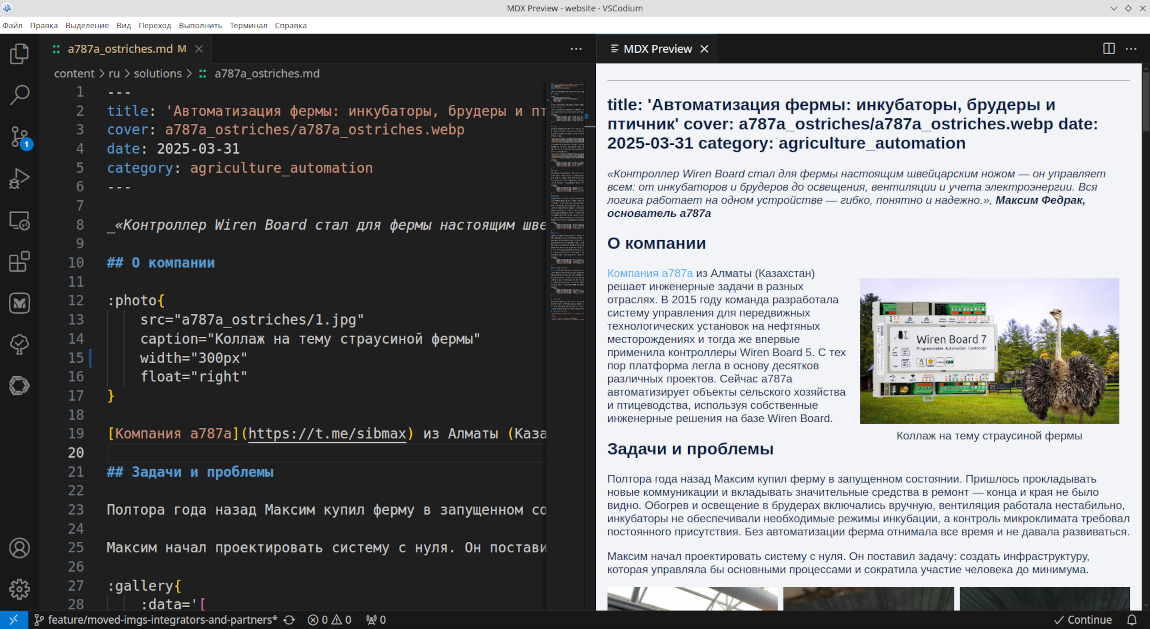 MDX Preview - website - VSCodium
Файл Правка Выделение Вид Переход Выполнить Терминал Справка
a787a_ostriches.md M
content > ru > solutions > a787a_ostriches.md
1 ---
2 title: 'Автоматизация фермы: инкубаторы, брудеры и пт
3 cover: a787a_ostriches/a787a_ostriches.webp
4 date: 2025-03-31
5 category: agriculture_automation
6 ---
7
8 _«Контроллер Wiren Board стал для фермы настоящим шве
9
10 ## О компании
11
12 :photo{
13 src="a787a_ostriches/1.jpg"
14 caption="Коллаж на тему страусиной фермы"
15 width="300px"
16 float="right"
17 }
18
19 [Компания a787a](https://t.me/sibmax) из Алматы (Каза
20
21 ## Задачи и проблемы
22
23 Полтора года назад Максим купил ферму в запущенном со
24
25 Максим начал проектировать систему с нуля. Он постави
26
27 :gallery{
28 :data='[
MDX Preview
title: 'Автоматизация фермы: инкубаторы, брудеры и
птичник' cover: a787a_ostriches/a787a_ostriches.webp date:
2025-03-31 category: agriculture_automation
«Контроллер Wiren Board стал для фермы настоящим швейцарским ножом — он управляет
всем: от инкубаторов и брудеров до освещения, вентиляции и учета электроэнергии. Вся
логика работает на одном устройстве — гибко, понятно и надежно.», Максим Федрак,
основатель a787a
О компании
Компания a787a из Алматы (Казахстан)
решает инженерные задачи в разных
отраслях. В 2015 году команда разработала
систему управления для передвижных
технологических установок на нефтяных
месторождениях и тогда же впервые
применила контроллеры Wiren Board 5. С тех
пор платформа легла в основу десятков
различных проектов. Сейчас a787a
автоматизирует объекты сельского хозяйства
и птицеводства, используя собственные
инженерные решения на базе Wiren Board.
Wiren Board 7
Programmable Automation Controller
Коллаж на тему страусиной фермы
Задачи и проблемы
Полтора года назад Максим купил ферму в запущенном состоянии. Пришлось прокладывать
новые коммуникации и вкладывать значительные средства в ремонт — конца и края не было
видно. Обогрев и освещение в брудерах включались вручную, вентиляция работала нестабильно,
инкубаторы не обеспечивали необходимые режимы инкубации, а контроль микроклимата требовал
постоянного присутствия. Без автоматизации ферма отнимала все время и не давала развиваться.
Максим начал проектировать систему с нуля. Он поставил задачу: создать инфраструктуру,
которая управляла бы основными процессами и сократила участие человека до минимума.
1
feature/moved-imgs-integrators-and-partners* 0 0 0 Continue